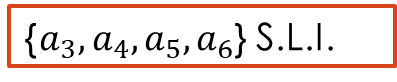 {a₃, a₄, a₅, a₆} S.L.I.